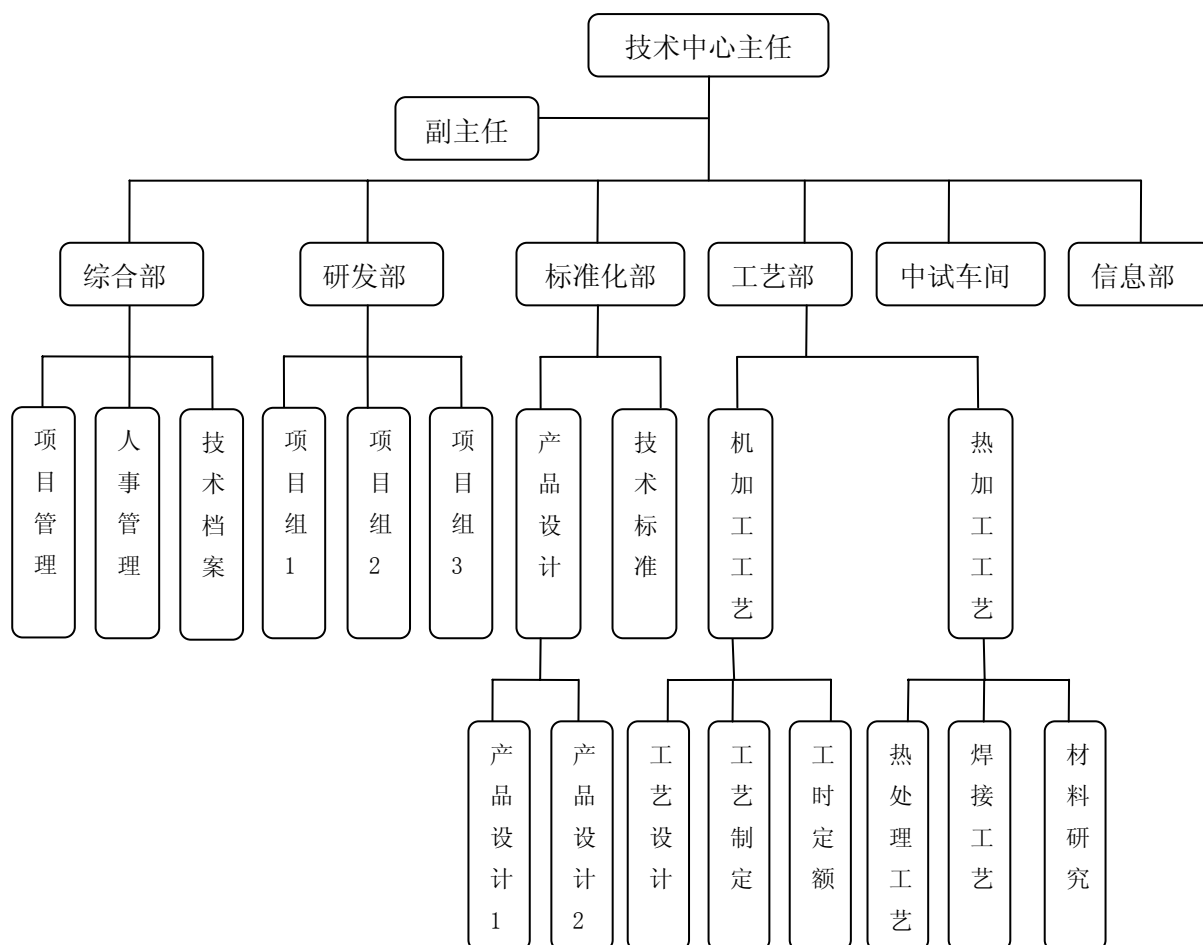 技术中心主任
副主任
综合部
研发部
标准化部
工艺部
中试车间
信息部
项目管理
人事管理
技术档案
项目组1
项目组2
项目组3
产品设计
技术标准
机加工工艺
热加工工艺
产品设计1
产品设计2
工艺设计
工艺制定
工时定额
热处理工艺
焊接工艺
材料研究